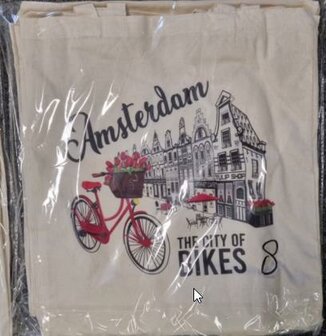 Amsterdam
TULIP SHOP
THE CITY OF
BIKES 8